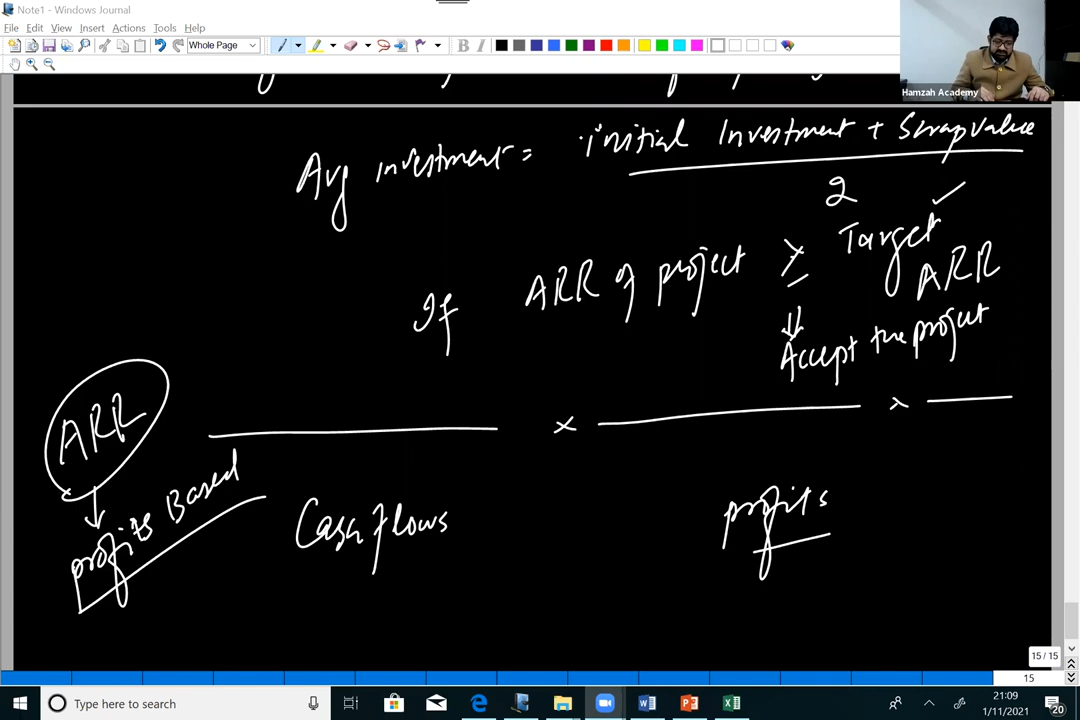 Note1 - Windows Journal
File Edit View Insert Actions Tools Help
Whole Page
B I
Hamzah Academy
Avg investment = initial Investment + Scrap value
2
If ARR of project ≥ Target ARR
Accept the project
ARR
profits Based
Cash flows
profits
15 / 15
15
Type here to search
21:09
1/11/2021
20